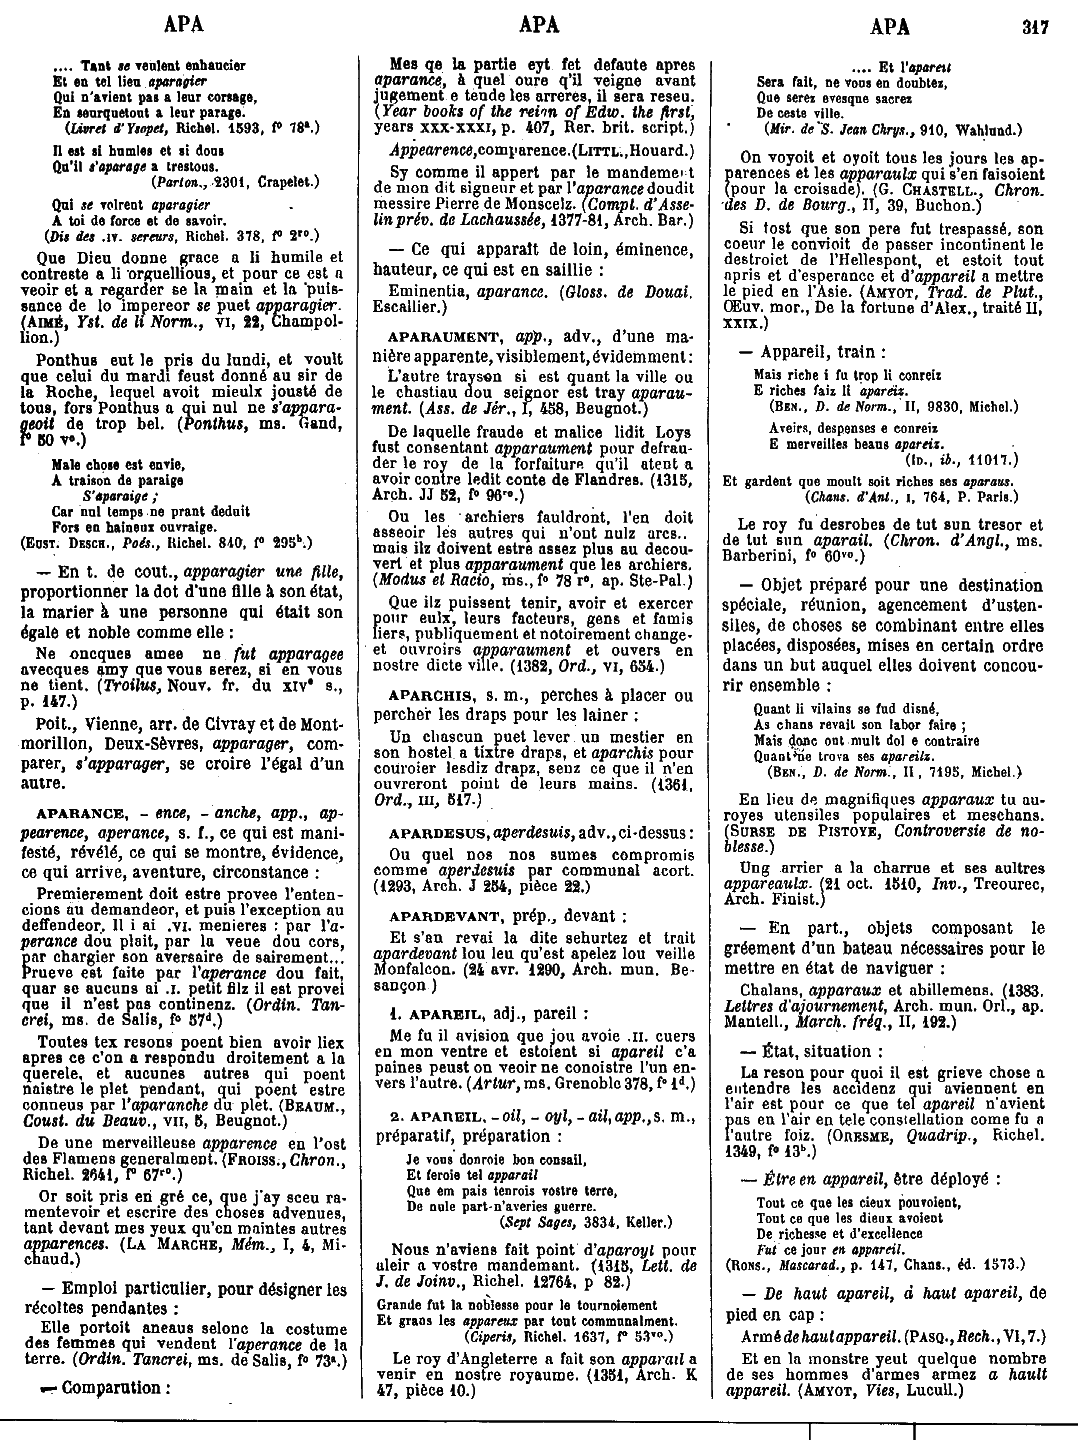 APA
APA
APA
317
.... Tant se veulent enhancier
Et en tel lieu aparagier
Qui n'avient pas a leur corsage,
En seurquetout a leur parage.
(Livret d'Ysopet, Richel. 1593, f° 78ª.)
Il est si humles et si dous
Qu'il s'aparage a trestous.
(Parton., 2301, Crapelet.)
Qui se volrent aparagier
A toi de force et de savoir.
(Dis des .IV. sereurs, Richel. 378, f° 2ro.)
Que Dieu donne grace a li humile et
contreste a li orguellious, et pour ce est a
veoir et a regarder se la main et la puis-
sance de lo impereor se puet apparagier.
(AIMÉ, Yst. de li Norm., VI, 22, Champol-
lion.)
Ponthus eut le pris du lundi, et voult
que celui du mardi feust donné au sir de
la Roche, lequel avoit mieulx jousté de
tous, fors Ponthus a qui nul ne s'appara-
geoit de trop bel. (Ponthus, ms. Gand,
f° 50 v°.)
Male chose est envie,
A traison de paraige
S'aparaige ;
Car nul temps ne prant deduit
Fors en haineux ouvraige.
(EUST. DESCH., Poés., Richel. 840, f° 295b.)
— En t. de cout., apparagier une fille,
proportionner la dot d'une fille à son état,
la marier à une personne qui était son
égale et noble comme elle :
Ne oncques amee ne fut apparagee
avecques amy que vous serez, si en vous
ne tient. (Troilus, Nouv. fr. du XIVe s.,
p. 147.)
Poit., Vienne, arr. de Civray et de Mont-
morillon, Deux-Sèvres, apparager, com-
parer, s'apparager, se croire l'égal d'un
autre.
APARANCE, - ence, - anche, app., ap-
pearence, aperance, s. f., ce qui est mani-
festé, révélé, ce qui se montre, évidence,
ce qui arrive, aventure, circonstance :
Premierement doit estre provee l'enten-
cions au demandeor, et puis l'exception au
deffendeor. Il i ai .VI. menieres : par l'a-
perance dou plait, par la veue dou cors,
par chargier son aversaire de sairement...
Prueve est faite par l'aperance dou fait,
quar se aucuns ai .I. petit filz il est provei
que il n'est pas continenz. (Ordin. Tan-
crei, ms. de Salis, f° 57d.)
Toutes tex resons poent bien avoir liex
apres ce c'on a respondu droitement a la
querele, et aucunes autres qui poent
naistre le plet pendant, qui poent estre
conneus par l'aparanche du plet. (BEAUM.,
Coust. du Beauv., VII, 5, Beugnot.)
De une merveilleuse apparence en l'ost
des Flamens generalment. (FROISS., Chron.,
Richel. 2641, f° 67ro.)
Or soit pris en gré ce, que j'ay sceu ra-
mentevoir et escrire des choses advenues,
tant devant mes yeux qu'en maintes autres
apparences. (LA MARCHE, Mém., I, 4, Mi-
chaud.)
— Emploi particulier, pour désigner les
récoltes pendantes :
Elle portoit aneaus selonc la costume
des femmes qui vendent l'aperance de la
terre. (Ordin. Tancrei, ms. de Salis, f° 73ª.)
— Comparution :
Mes qe la partie eyt fet defaute apres
aparance, à quel oure q'il veigne avant
jugement e tende les arreres, il sera reseu.
(Year books of the reign of Edw. the first,
years XXX-XXXI, p. 407, Rer. brit. script.)
Appearence, comparence. (LITTL., Houard.)
Sy comme il appert par le mandement
de mon dit signeur et par l'aparance doudit
messire Pierre de Monscelz. (Compt. d'Asse-
lin prév. de Lachaussée, 1377-81, Arch. Bar.)
— Ce qui apparaît de loin, éminence,
hauteur, ce qui est en saillie :
Eminentia, aparance. (Gloss. de Douai,
Escallier.)
APARAUMENT, app., adv., d'une ma-
nière apparente, visiblement, évidemment :
L'autre trayson si est quant la ville ou
le chastiau dou seignor est tray aparau-
ment. (Ass. de Jér., I, 458, Beugnot.)
De laquelle fraude et malice lidit Loys
fust consentant apparaument pour defrau-
der le roy de la forfaiture qu'il atent a
avoir contre ledit conte de Flandres. (1315,
Arch. JJ 52, f° 96ro.)
Ou les archiers fauldront, l'en doit
asseoir les autres qui n'ont nulz arcs..
mais ilz doivent estre assez plus au decou-
vert et plus apparaument que les archiers.
(Modus et Racio, ms., f° 78 r°, ap. Ste-Pal.)
Que ilz puissent tenir, avoir et exercer
pour eulx, leurs facteurs, gens et famis
liers, publiquement et notoirement change-
et ouvroirs apparaument et ouvers en
nostre dicte ville. (1382, Ord., VI, 654.)
APARCHIS, s. m., perches à placer ou
percher les draps pour les lainer :
Un chascun puet lever un mestier en
son hostel a tixtre draps, et aparchis pour
couroier lesdiz drapz, senz ce que il n'en
ouvreront point de leurs mains. (1361,
Ord., III, 517.)
APARDESUS, aperdesuis, adv., ci-dessus :
Ou quel nos nos sumes compromis
comme aperdesuis par communal acort.
(1293, Arch. J 254, pièce 22.)
APARDEVANT, prép., devant :
Et s'an revai la dite sehurtez et trait
apardevant lou leu qu'est apelez lou veille
Monfalcon. (24 avr. 1290, Arch. mun. Be-
sançon.)
1. APAREIL, adj., pareil :
Me fu il avision que jou avoie .II. cuers
en mon ventre et estoient si apareil c'a
paines peust on veoir ne conoistre l'un en-
vers l'autre. (Artur, ms. Grenoble 378, f° 1d.)
2. APAREIL, - oil, - oyl, - ail, app., s. m.,
préparatif, préparation :
Je vous donroie bon consail,
Et feroie tel apparail
Que em pais tenrois vostre terre,
De nule part n'averies guerre.
(Sept Sages, 3834, Keller.)
Nous n'aviens fait point d'aparoyl pour
aleir a vostre mandemant. (1315, Lett. de
J. de Joinv., Richel. 12764, p 82.)
Grande fut la noblesse pour le tournoiement
Et grans les appareux par tout communalment.
(Ciperis, Richel. 1637, f° 53vo.)
Le roy d'Angleterre a fait son apparail a
venir en nostre royaume. (1351, Arch. K
47, pièce 10.)
.... Et l'apareil
Sera fait, ne vous en doubtez,
Que serez evesque sacrez
De ceste ville.
(Mir. de S. Jean Chrys., 910, Wahlund.)
On voyoit et oyoit tous les jours les ap-
parences et les apparaulx qui s'en faisoient
(pour la croisade). (G. CHASTELL., Chron.
des D. de Bourg., II, 39, Buchon.)
Si tost que son pere fut trespassé, son
coeur le convioit de passer incontinent le
destroict de l'Hellespont, et estoit tout
apris et d'esperance et d'appareil a mettre
le pied en l'Asie. (AMYOT, Trad. de Plut.,
Œuv. mor., De la fortune d'Alex., traité II,
XXIX.)
— Appareil, train :
Mais riche i fu trop li conreiz
E riches faiz li apareiz.
(BEN., D. de Norm., II, 9830, Michel.)
Aveirs, despenses e conreiz
E merveilles beaus apareiz.
(ID., ib., 11017.)
Et gardent que moult soit riches ses aparaus.
(Chans. d'Ant., I, 764, P. Paris.)
Le roy fu desrobes de tut sun tresor et
de tut sun aparail. (Chron. d'Angl., ms.
Barberini, f° 60vo.)
— Objet préparé pour une destination
spéciale, réunion, agencement d'usten-
siles, de choses se combinant entre elles
placées, disposées, mises en certain ordre
dans un but auquel elles doivent concou-
rir ensemble :
Quant li vilains se fud disné,
As chans revait son labor faire ;
Mais donc out mult dol e contraire
Quant ne trova ses apareilz.
(BEN., D. de Norm., II, 7195, Michel.)
En lieu de magnifiques apparaux tu au-
royes utensiles populaires et meschans.
(SURSE DE PISTOYE, Controversie de no-
blesse.)
Ung arrier a la charrue et ses aultres
appareaulx. (21 oct. 1510, Inv., Treourec,
Arch. Finist.)
— En part., objets composant le
gréement d'un bateau nécessaires pour le
mettre en état de naviguer :
Chalans, apparaux et abillemens. (1383,
Lettres d'ajournement, Arch. mun. Orl., ap.
Mantell., March. fréq., II, 192.)
— État, situation :
La reson pour quoi il est grieve chose a
entendre les accidenz qui aviennent en
l'air est pour ce que tel apareil n'avient
pas en l'air en tele constellation come fu a
l'autre foiz. (ORESME, Quadrip., Richel.
1349, f° 13b.)
— Être en appareil, être déployé :
Tout ce que les cieux pouvoient,
Tout ce que les dieux avoient
De richesse et d'excellence
Fut ce jour en appareil.
(RONS., Mascarad., p. 147, Chans., éd. 1573.)
— De haut apareil, à haut apareil, de
pied en cap :
Armé de haut appareil. (PASQ., Rech., VI, 7.)
Et en la monstre yeut quelque nombre
de ses hommes d'armes armez a hault
appareil. (AMYOT, Vies, Lucull.)